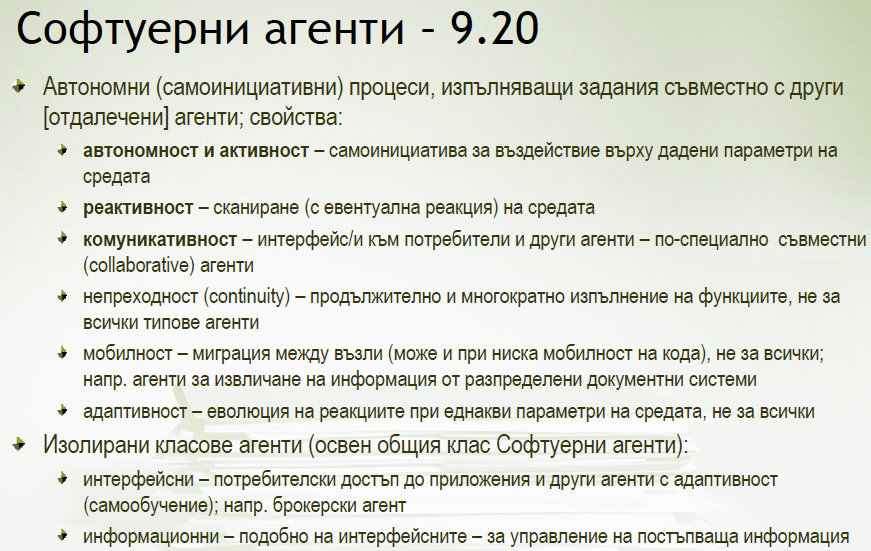 Софтуерни агенти - 9.20
Автономни (самоинициативни) процеси, изпълняващи задания съвместно с други
[отдалечени] агенти; свойства:
автономност и активност – самоинициатива за въздействие върху дадени параметри на
средата
реактивност – сканиране (с евентуална реакция) на средата
комуникативност – интерфейс/и към потребители и други агенти – по-специално съвместни
(collaborative) агенти
непреходност (continuity) – продължително и многократно изпълнение на функциите, не за
всички типове агенти
мобилност – миграция между възли (може и при ниска мобилност на кода), не за всички;
напр. агенти за извличане на информация от разпределени документни системи
адаптивност – еволюция на реакциите при еднакви параметри на средата, не за всички
Изолирани класове агенти (освен общия клас Софтуерни агенти):
интерфейсни – потребителски достъп до приложения и други агенти с адаптивност
(самообучение); напр. брокерски агент
информационни – подобно на интерфейсните – за управление на постъпваща информация